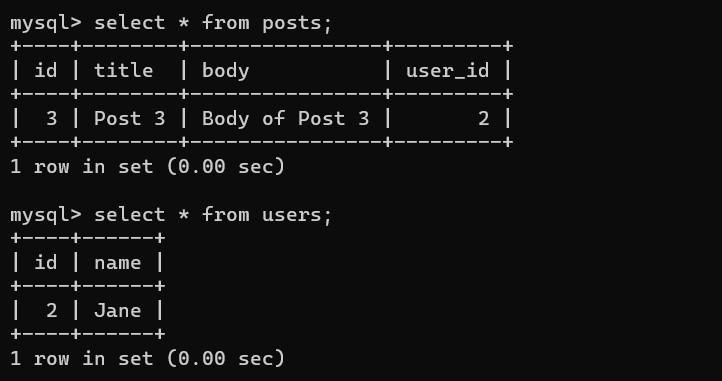 mysql> select * from posts;
+----+--------+----------------+---------+
| id | title  | body           | user_id |
+----+--------+----------------+---------+
|  3 | Post 3 | Body of Post 3 |       2 |
+----+--------+----------------+---------+
1 row in set (0.00 sec)

mysql> select * from users;
+----+------+
| id | name |
+----+------+
|  2 | Jane |
+----+------+
1 row in set (0.00 sec)